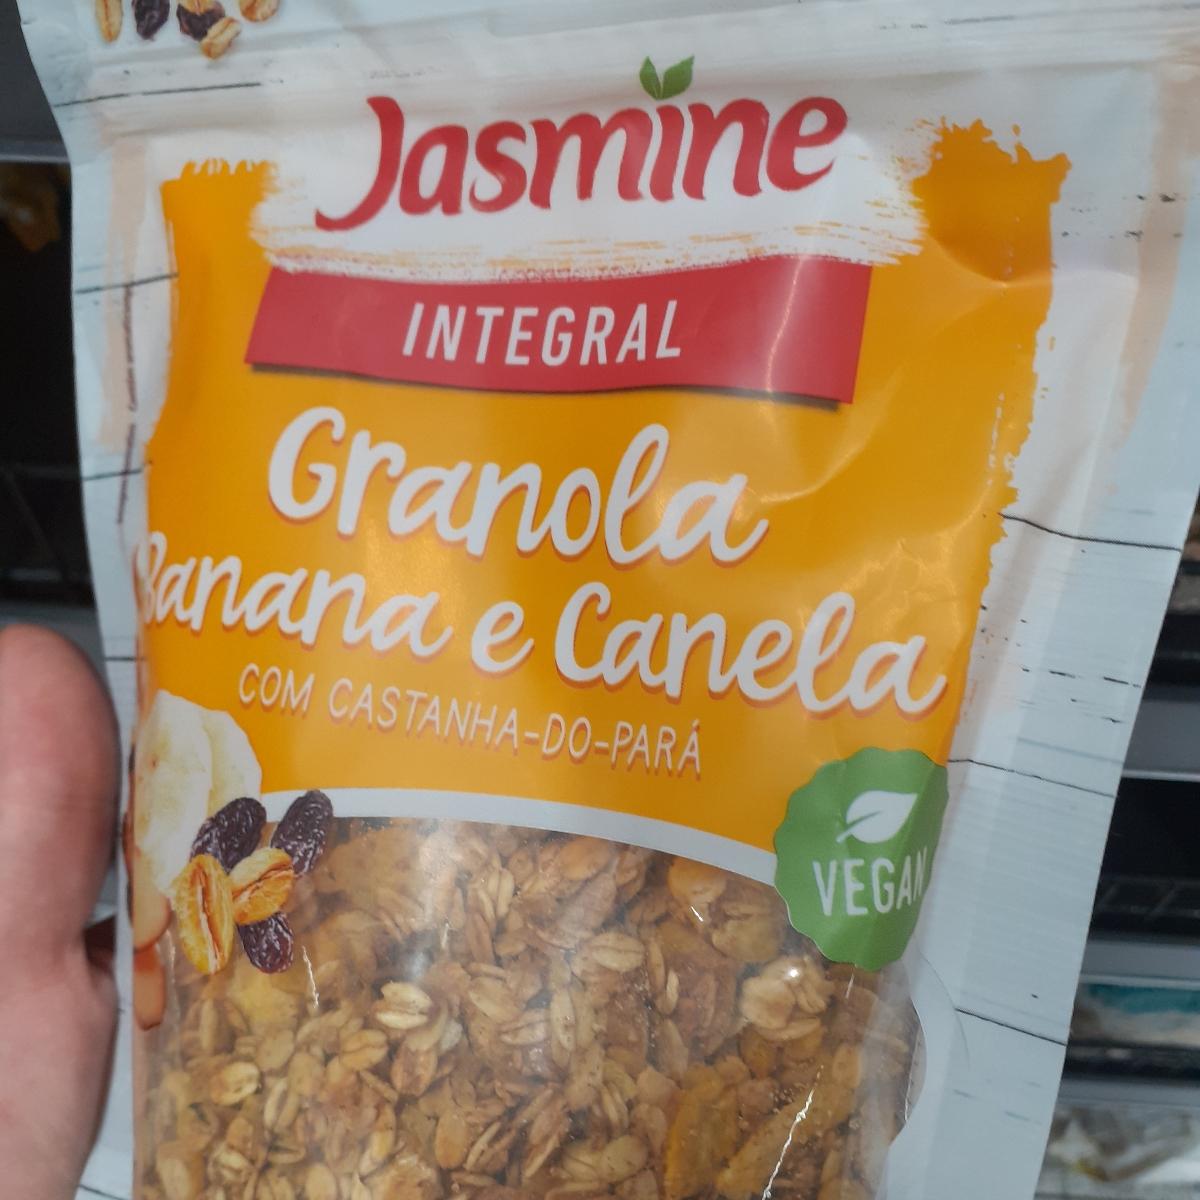 Jasmine
INTEGRAL
Granola
Banana e Canela
COM CASTANHA-DO-PARÁ
VEGAN